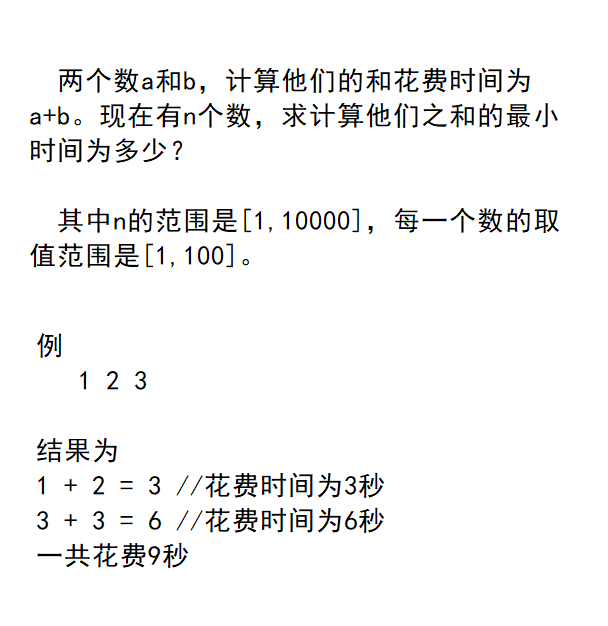 两个数a和b，计算他们的和花费时间为
a+b。现在有n个数，求计算他们之和的最小
时间为多少？
其中n的范围是[1,10000]，每一个数的取
值范围是[1,100]。
例
1 2 3
结果为
1 + 2 = 3 //花费时间为3秒
3 + 3 = 6 //花费时间为6秒
一共花费9秒